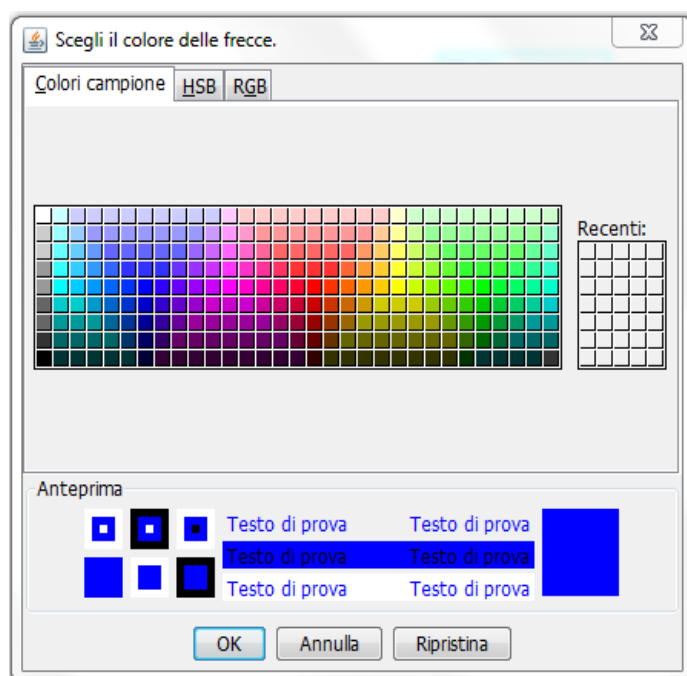 Scegli il colore delle frecce.
Colori campione HSB RGB
Recenti:
Anteprima
Testo di prova Testo di prova
Testo di prova Testo di prova
Testo di prova Testo di prova
OK Annulla Ripristina